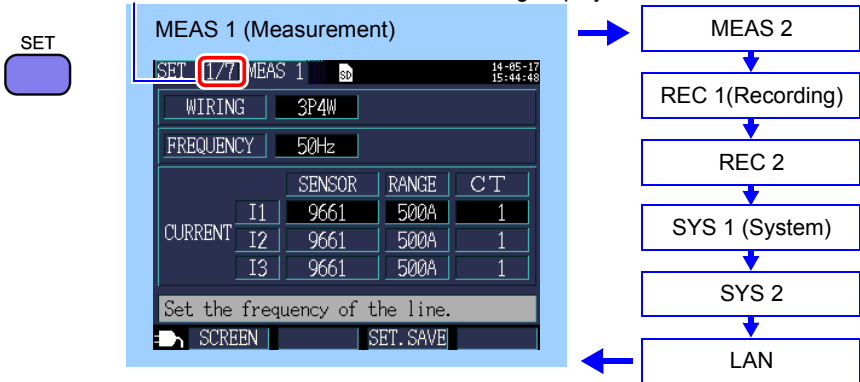 SET
MEAS 1 (Measurement)
SET 1/7 MEAS 1 SD 14-05-17
15:44:48
WIRING 3P4W
FREQUENCY 50Hz
SENSOR RANGE CT
CURRENT
I1 9661 500A 1
I2 9661 500A 1
I3 9661 500A 1
Set the frequency of the line.
SCREEN SET.SAVE
MEAS 2
REC 1(Recording)
REC 2
SYS 1 (System)
SYS 2
LAN